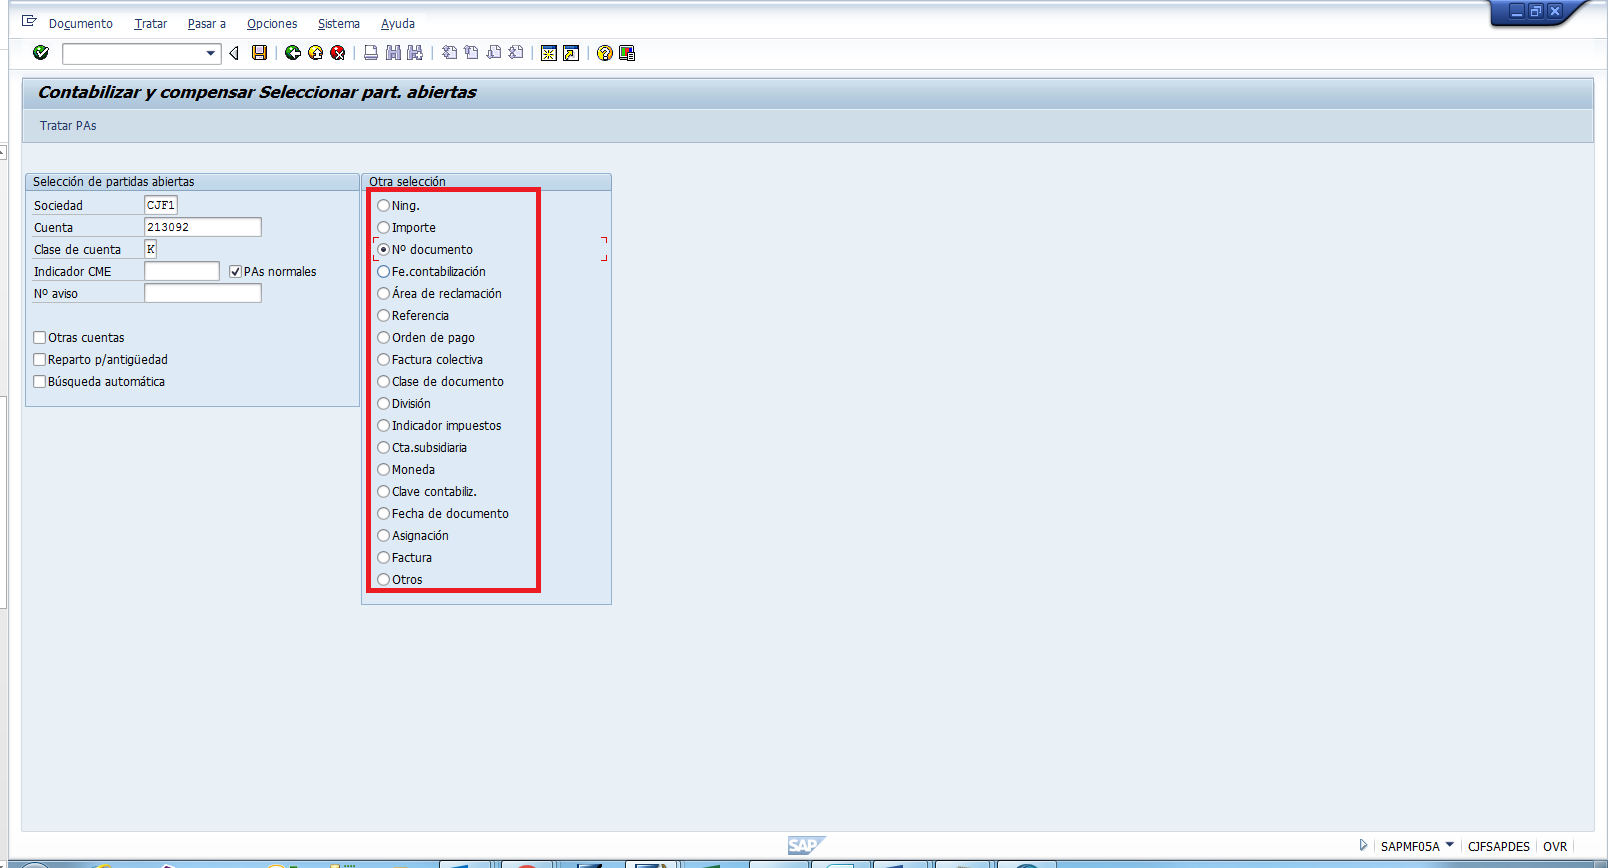 Documento Tratar Pasar a Opciones Sistema Ayuda
Contabilizar y compensar Seleccionar part. abiertas
Tratar PAs
Selección de partidas abiertas
Sociedad CJF1
Cuenta 213092
Clase de cuenta K
Indicador CME PAs normales
Nº aviso
Otras cuentas
Reparto p/antigüedad
Búsqueda automática
Otra selección
Ning.
Importe
Nº documento
Fe.contabilización
Área de reclamación
Referencia
Orden de pago
Factura colectiva
Clase de documento
División
Indicador impuestos
Cta.subsidiaria
Moneda
Clave contabiliz.
Fecha de documento
Asignación
Factura
Otros
SAP
SAPMF05A CJFSAPDES OVR